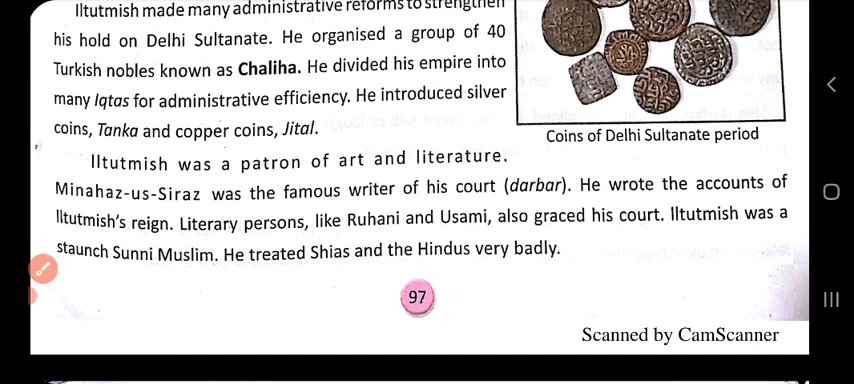 Iltutmish made many administrative reforms to strengthen
his hold on Delhi Sultanate. He organised a group of 40
Turkish nobles known as Chaliha. He divided his empire into
many Iqtas for administrative efficiency. He introduced silver
coins, Tanka and copper coins, Jital.
Coins of Delhi Sultanate period
Iltutmish was a patron of art and literature.
Minahaz-us-Siraz was the famous writer of his court (darbar). He wrote the accounts of
Iltutmish's reign. Literary persons, like Ruhani and Usami, also graced his court. Iltutmish was a
staunch Sunni Muslim. He treated Shias and the Hindus very badly.
97
Scanned by CamScanner